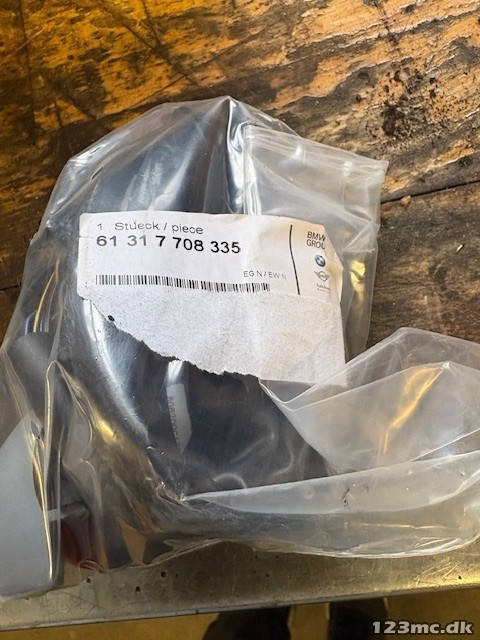 1 Stueck / piece
61 31 7 708 335
EG N / EW N
BMW
GROUP
123mc.dk